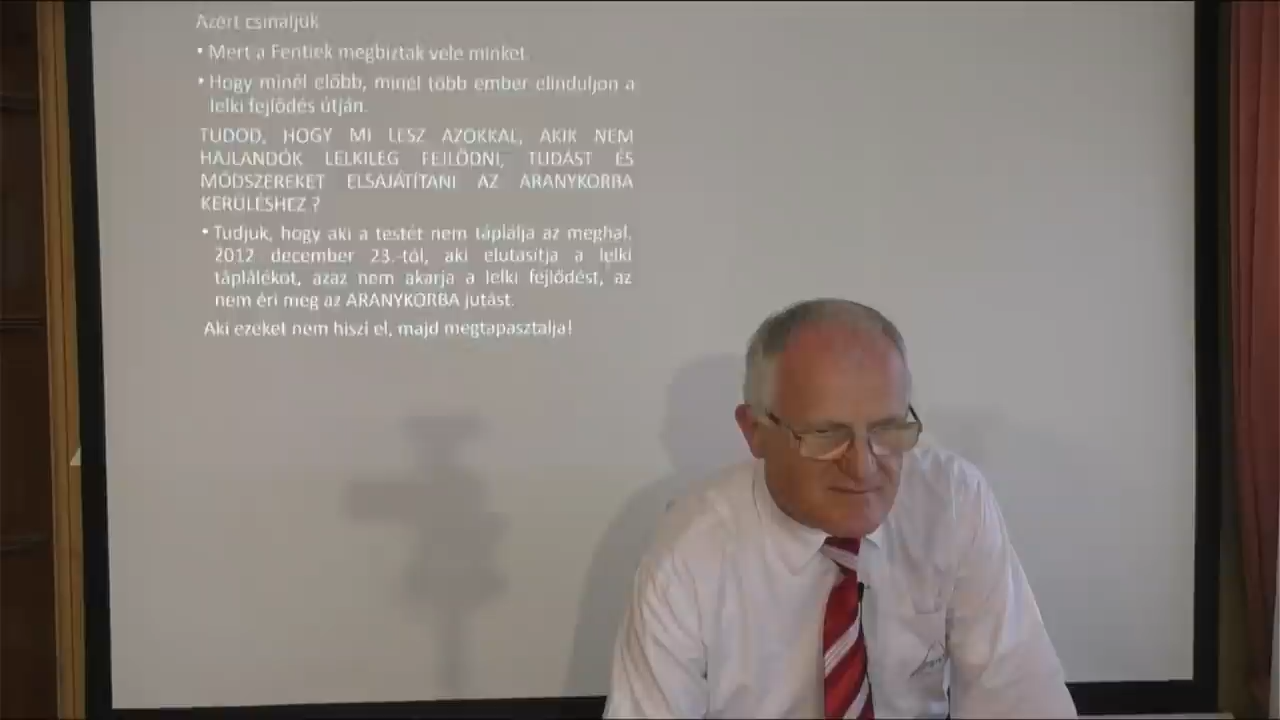 Azért csináljuk
• Mert a Fentiek megbíztak vele minket.
• Hogy minél előbb, minél több ember elinduljon a
lelki fejlődés útján.
TUDOD, HOGY MI LESZ AZOKKAL, AKIK NEM
HAJLANDÓK LELKILEG FEJLŐDNI, TUDÁST ÉS
MÓDSZEREKET ELSAJÁTÍTANI AZ ARANYKORBA
KERÜLÉSHEZ ?
• Tudjuk, hogy aki a testét nem táplálja az meghal.
2012 december 23.-tól, aki elutasítja a lelki
táplálékot, azaz nem akarja a lelki fejlődést, az
nem éri meg az ARANYKORBA jutást.
Aki ezeket nem hiszi el, majd megtapasztalja!